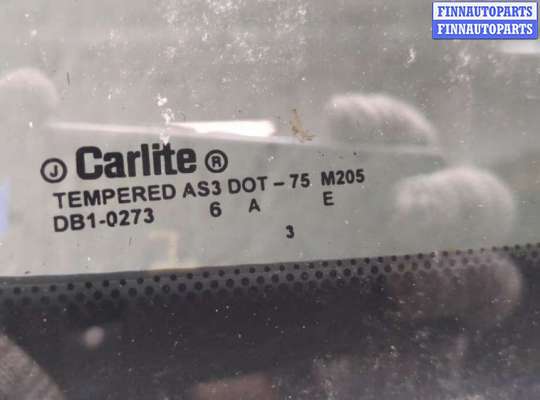 FINNAUTOPARTS
FINNAUTOPARTS
J Carlite ®
TEMPERED AS3 DOT-75 M205
DB1-0273 6 A E
3